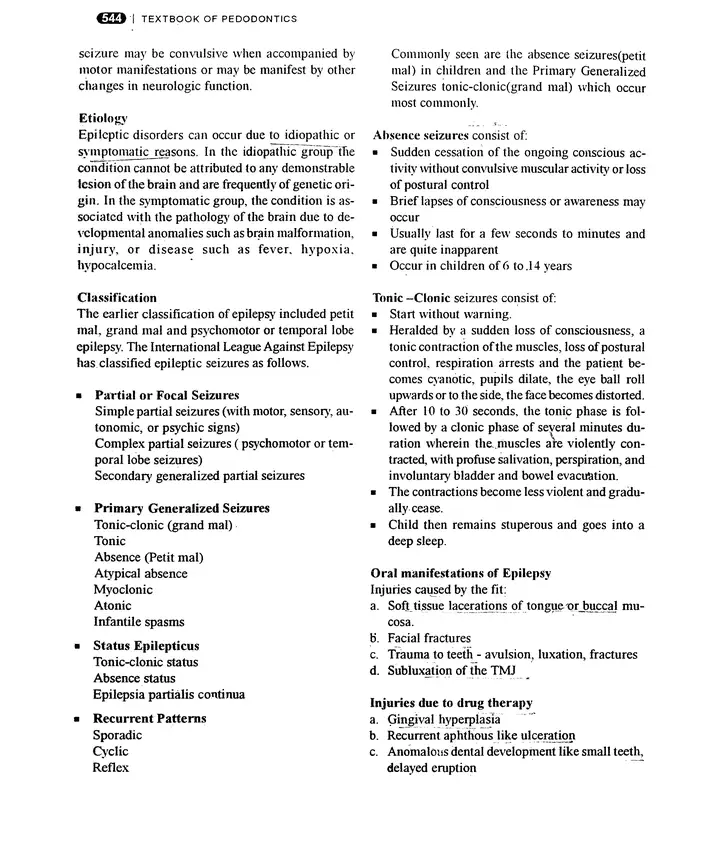 544 | TEXTBOOK OF PEDODONTICS
seizure may be convulsive when accompanied by
motor manifestations or may be manifest by other
changes in neurologic function.
Etiology
Epileptic disorders can occur due to idiopathic or
symptomatic reasons. In the idiopathic group the
condition cannot be attributed to any demonstrable
lesion of the brain and are frequently of genetic ori-
gin. In the symptomatic group, the condition is as-
sociated with the pathology of the brain due to de-
velopmental anomalies such as brain malformation,
injury, or disease such as fever, hypoxia,
hypocalcemia.
Classification
The earlier classification of epilepsy included petit
mal, grand mal and psychomotor or temporal lobe
epilepsy. The International League Against Epilepsy
has classified epileptic seizures as follows.
▪ Partial or Focal Seizures
Simple partial seizures (with motor, sensory, au-
tonomic, or psychic signs)
Complex partial seizures ( psychomotor or tem-
poral lobe seizures)
Secondary generalized partial seizures
▪ Primary Generalized Seizures
Tonic-clonic (grand mal)
Tonic
Absence (Petit mal)
Atypical absence
Myoclonic
Atonic
Infantile spasms
▪ Status Epilepticus
Tonic-clonic status
Absence status
Epilepsia partialis continua
▪ Recurrent Patterns
Sporadic
Cyclic
Reflex
Commonly seen are the absence seizures(petit
mal) in children and the Primary Generalized
Seizures tonic-clonic(grand mal) which occur
most commonly.
Absence seizures consist of:
▪ Sudden cessation of the ongoing conscious ac-
tivity without convulsive muscular activity or loss
of postural control
▪ Brief lapses of consciousness or awareness may
occur
▪ Usually last for a few seconds to minutes and
are quite inapparent
▪ Occur in children of 6 to 14 years
Tonic –Clonic seizures consist of:
▪ Start without warning.
▪ Heralded by a sudden loss of consciousness, a
tonic contraction of the muscles, loss of postural
control, respiration arrests and the patient be-
comes cyanotic, pupils dilate, the eye ball roll
upwards or to the side, the face becomes distorted.
▪ After 10 to 30 seconds, the tonic phase is fol-
lowed by a clonic phase of several minutes du-
ration wherein the muscles are violently con-
tracted, with profuse salivation, perspiration, and
involuntary bladder and bowel evacuation.
▪ The contractions become less violent and gradu-
ally cease.
▪ Child then remains stuperous and goes into a
deep sleep.
Oral manifestations of Epilepsy
Injuries caused by the fit:
a. Soft tissue lacerations of tongue or buccal mu-
cosa.
b. Facial fractures
c. Trauma to teeth - avulsion, luxation, fractures
d. Subluxation of the TMJ
Injuries due to drug therapy
a. Gingival hyperplasia
b. Recurrent aphthous like ulceration
c. Anomalous dental development like small teeth,
delayed eruption